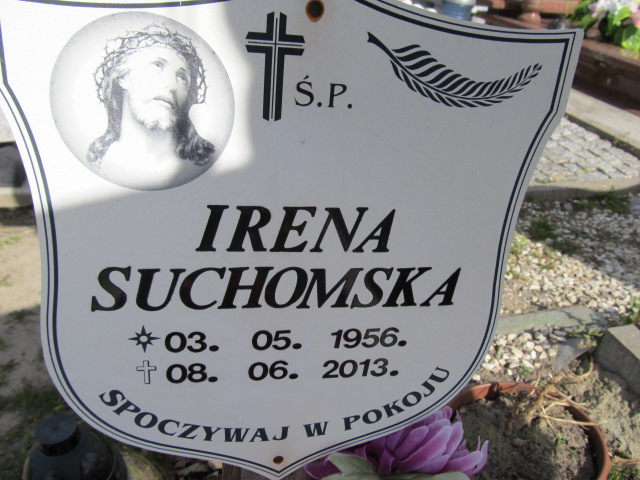 Ś.P.
IRENA
SUCHOMSKA
03. 05. 1956.
08. 06. 2013.
SPOCZYWAJ W POKOJU